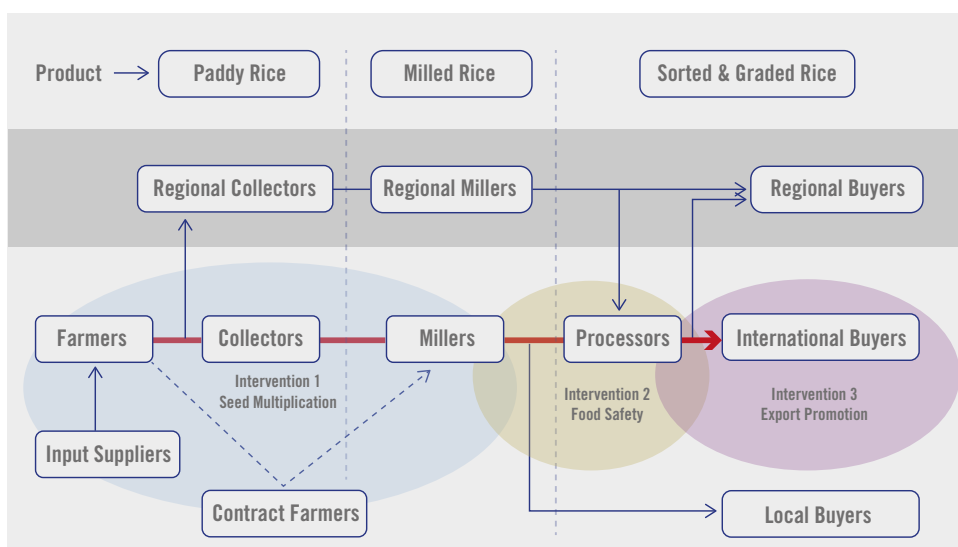 Product
Paddy Rice
Milled Rice
Sorted & Graded Rice
Regional Collectors
Regional Millers
Regional Buyers
Farmers
Collectors
Millers
Processors
International Buyers
Intervention 1
Seed Multiplication
Intervention 2
Food Safety
Intervention 3
Export Promotion
Input Suppliers
Contract Farmers
Local Buyers